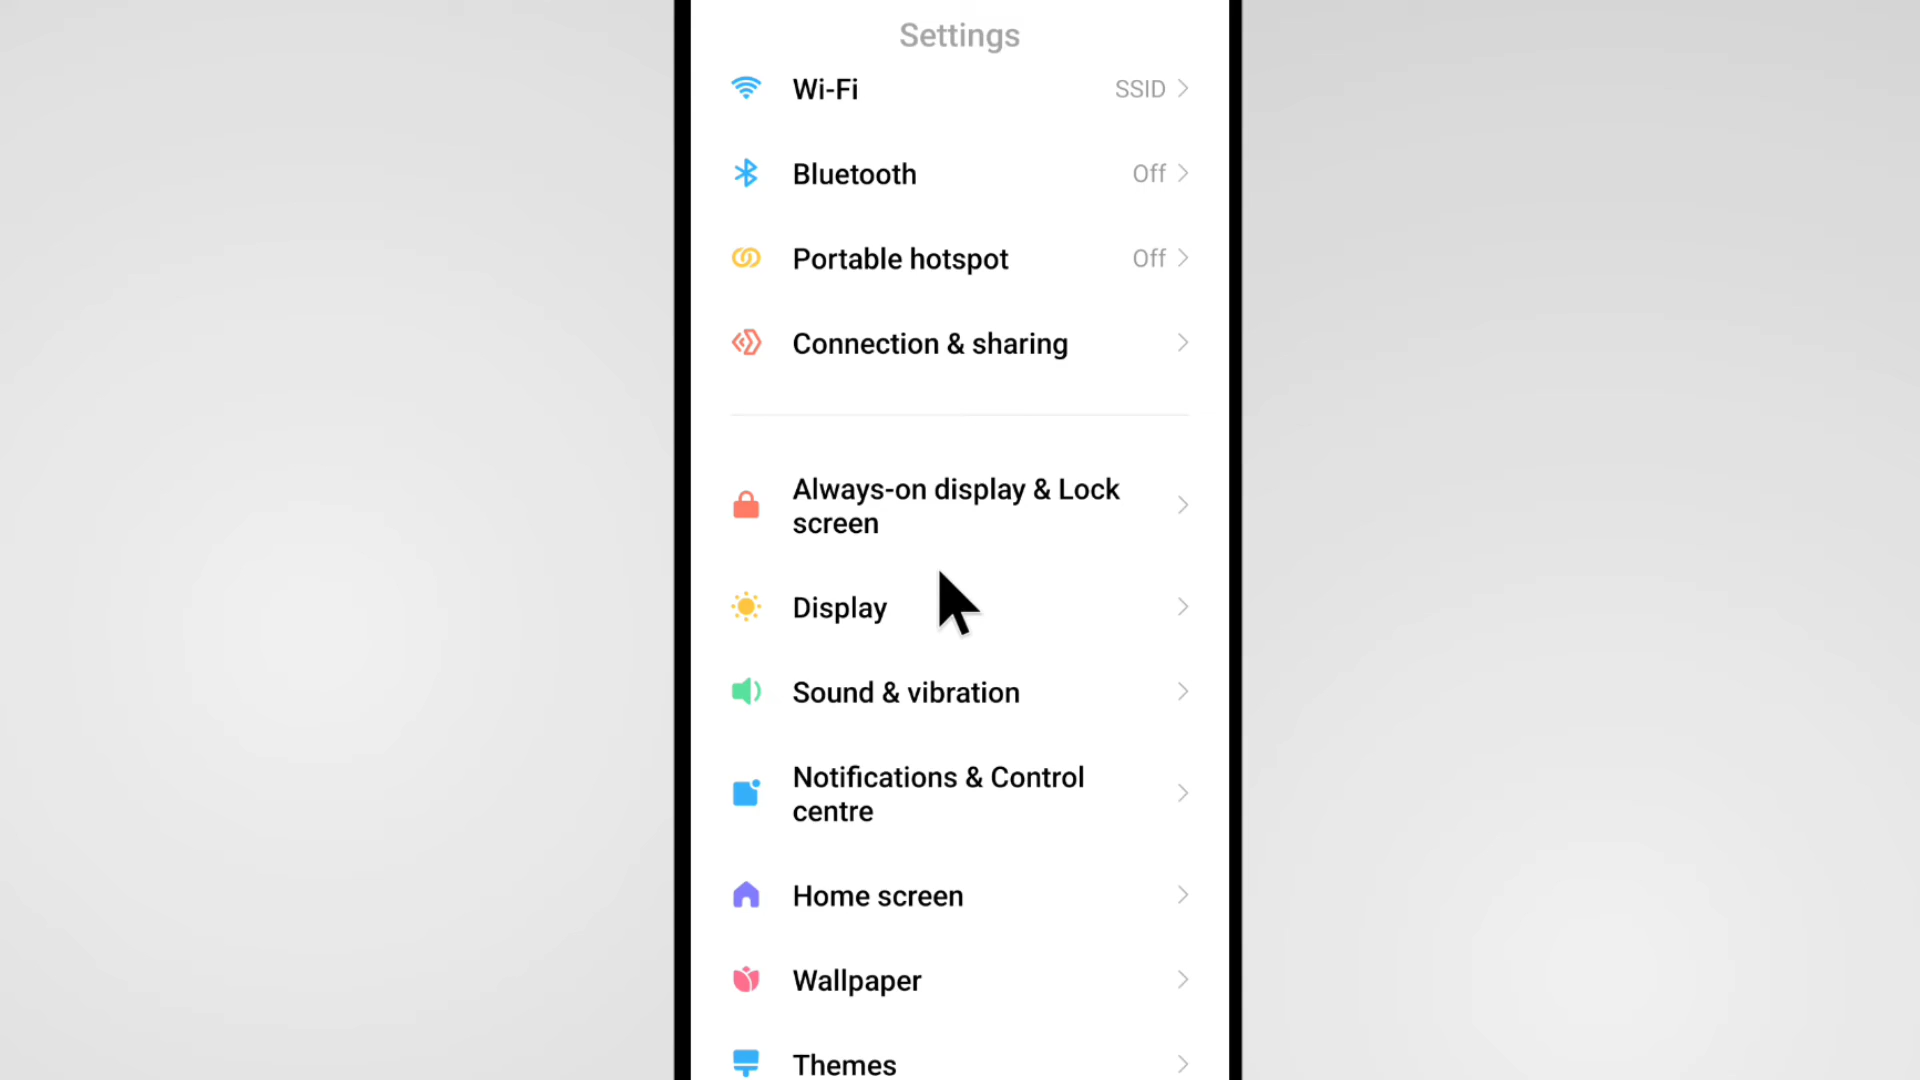 Settings
Wi-Fi SSID
Bluetooth Off
Portable hotspot Off
Connection & sharing
Always-on display & Lock
screen
Display
Sound & vibration
Notifications & Control
centre
Home screen
Wallpaper
Themes